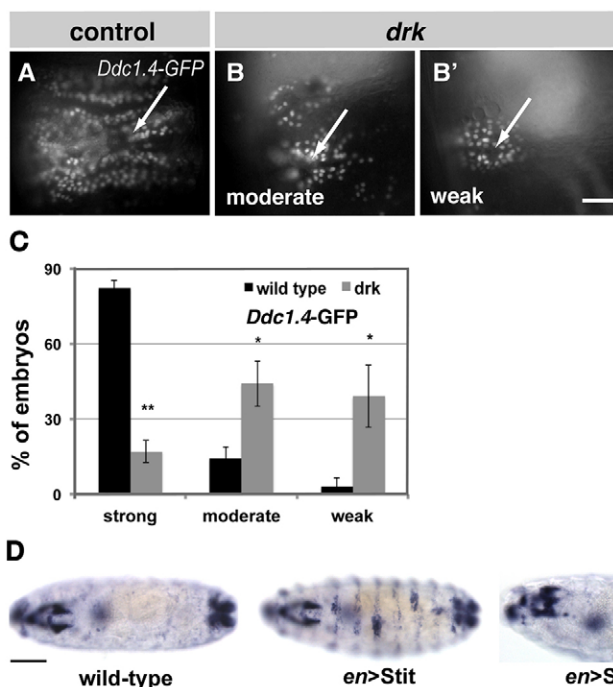 control drk
A Ddc1.4-GFP B B’
moderate weak
C
90
60
30
0
% of embryos
wild type drk
Ddc1.4-GFP
** * *
strong moderate weak
D
wild-type en>Stit en>S